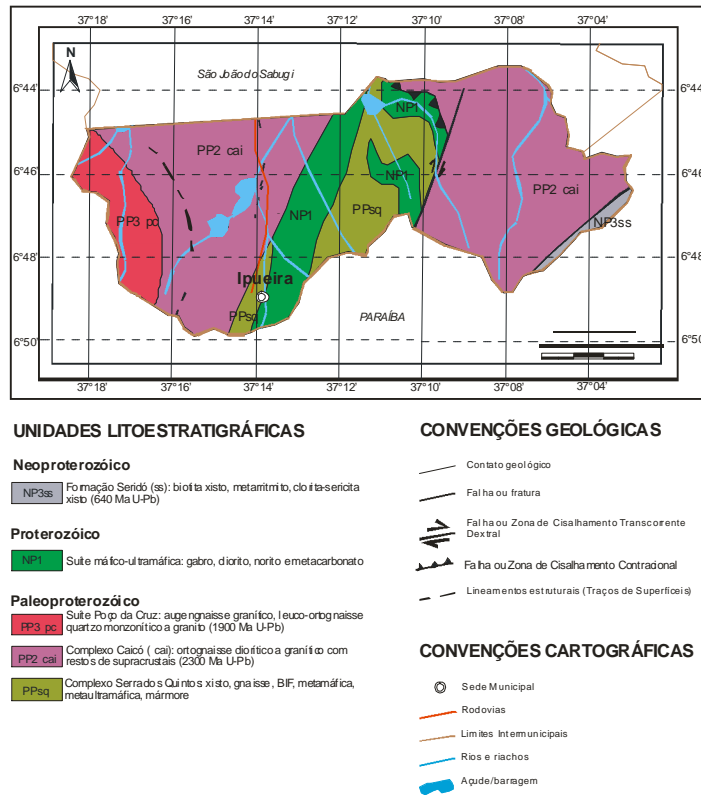 37°18' 37°16' 37°14' 37°12' 37°10' 37°08' 37°04'
N
São João do Sabugi
6°44' 6°44'
NP1
PP2 cai
6°46' 6°46'
NP1
PP2 cai
PP3 pc
NP1
PPsq
NP3ss
6°48' 6°48'
Ipueira
PPsq
PARAÍBA
6°50' 6°50'
37°18' 37°16' 37°14' 37°12' 37°10' 37°08' 37°04'
UNIDADES LITOESTRATIGRÁFICAS
Neoproterozóico
NP3ss Formação Seridó (ss): biotita xisto, metarritmito, clorita-sericita
xisto (640 Ma U-Pb)
Proterozóico
NP1 Suíte máfico-ultramáfica: gabro, diorito, norito e metacarbonato
Paleoproterozóico
PP3 pc Suíte Poço da Cruz: augengnaisse granítico, leuco-ortognaisse
quartzo monzonítico a granito (1900 Ma U-Pb)
PP2 cai Complexo Caicó ( cai): ortognaisse diorítico a granítico com
restos de supracrustais (2300 Ma U-Pb)
PPsq Complexo Serra dos Quintos: xisto, gnaisse, BIF, metamáfica,
metaultramáfica, mármore
CONVENÇÕES GEOLÓGICAS
Contato geológico
Falha ou fratura
Falha ou Zona de Cisalhamento Transcorrente
Dextral
Falha ou Zona de Cisalhamento Contracional
Lineamentos estruturais (Traços de Superfíceis)
CONVENÇÕES CARTOGRÁFICAS
Sede Municipal
Rodovias
Limites Intermunicipais
Rios e riachos
Açude/barragem